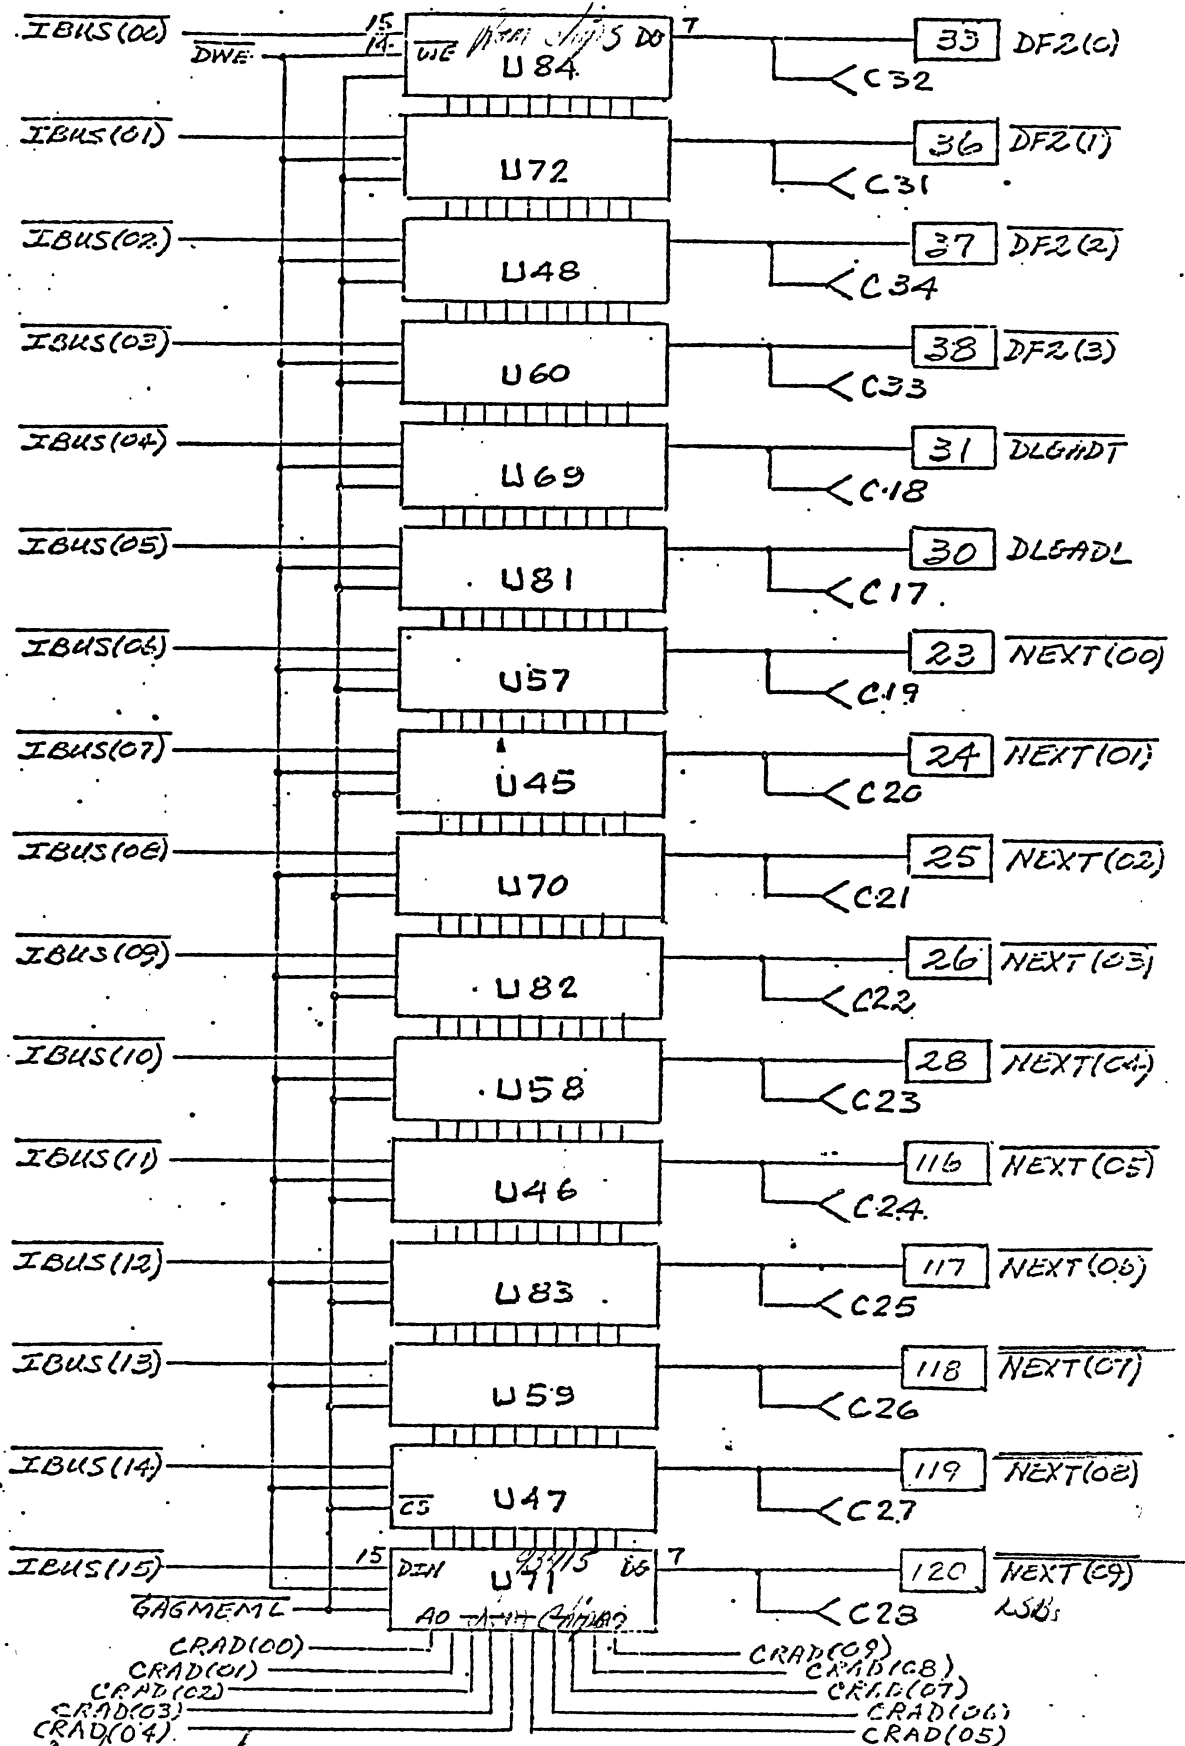 IBUS(00) 15 DO 7 33 DF2(0)
DWE 14 WE U84 C32
IBUS(01) 36 DF2(1)
U72 C31
IBUS(02) 37 DF2(2)
U48 C34
IBUS(03) 38 DF2(3)
U60 C33
IBUS(04) 31 DLGADT
U69 C18
IBUS(05) 30 DLGADL
U81 C17
IBUS(06) 23 NEXT(00)
U57 C19
IBUS(07) 24 NEXT(01)
U45 C20
IBUS(08) 25 NEXT(02)
U70 C21
IBUS(09) 26 NEXT(03)
U82 C22
IBUS(10) 28 NEXT(04)
U58 C23
IBUS(11) 116 NEXT(05)
U46 C24
IBUS(12) 117 NEXT(06)
U83 C25
IBUS(13) 118 NEXT(07)
U59 C26
IBUS(14) 119 NEXT(08)
CS U47 C27
IBUS(15) 15 DIN 93415 DO 7 120 NEXT(09)
U71 LSB
GAGMEML A0 C28
CRAD(00) CRAD(09)
CRAD(01) CRAD(08)
CRAD(02) CRAD(07)
CRAD(03) CRAD(06)
CRAD(04) CRAD(05)